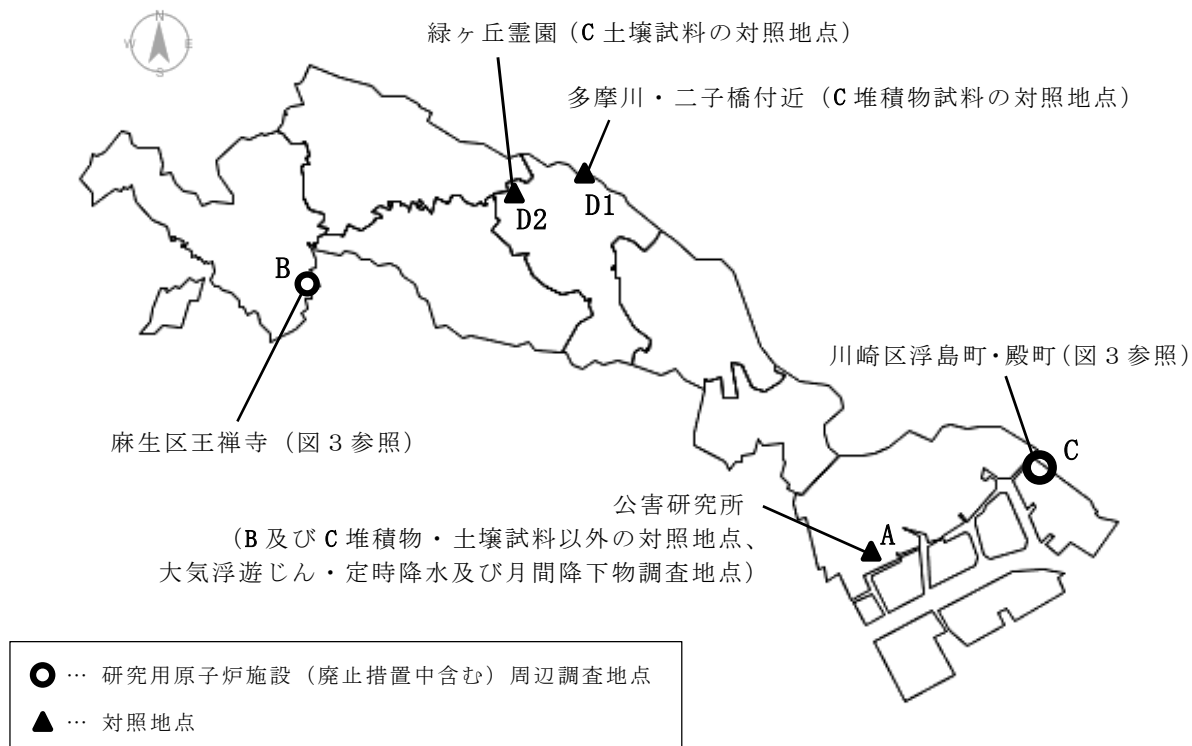 N
W E
S
緑ヶ丘霊園（C 土壌試料の対照地点）
多摩川・二子橋付近（C 堆積物試料の対照地点）
D2
D1
B
川崎区浮島町・殿町（図３参照）
麻生区王禅寺（図３参照）
C
公害研究所
A
（B 及び C 堆積物・土壌試料以外の対照地点、
大気浮遊じん・定時降水及び月間降下物調査地点）
… 研究用原子炉施設（廃止措置中含む）周辺調査地点
… 対照地点